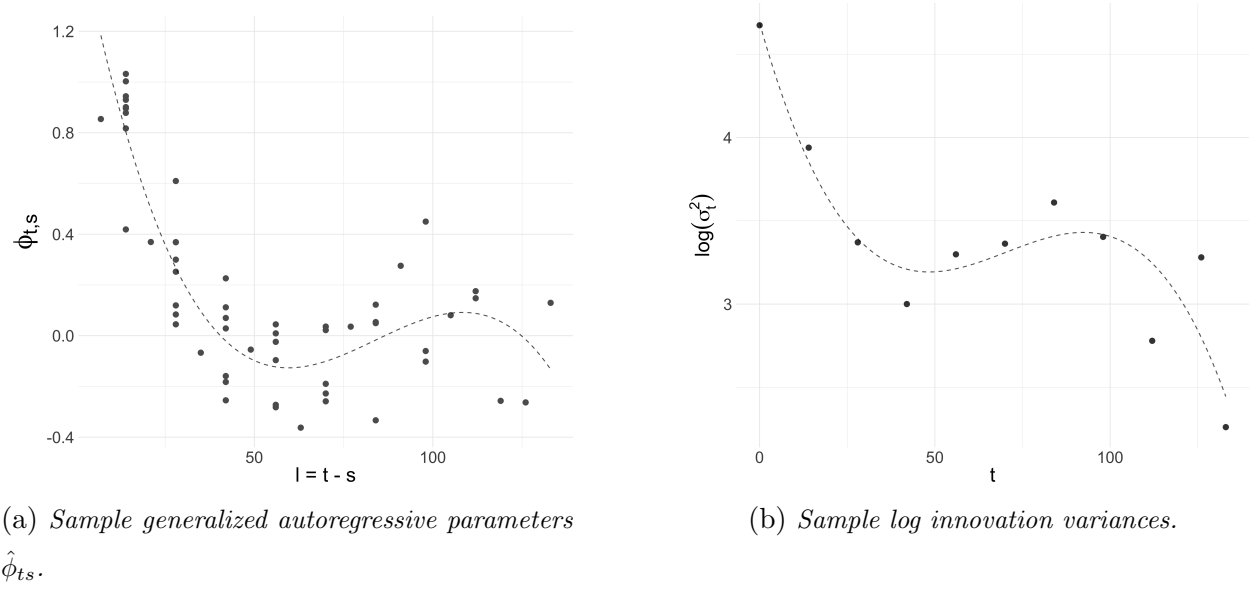 1.2
0.8
0.4
0.0
-0.4
ϕt,s
50
100
l = t - s
(a) Sample generalized autoregressive parameters
ϕ̂ts.
4
3
log(σ²t)
0
50
100
t
(b) Sample log innovation variances.